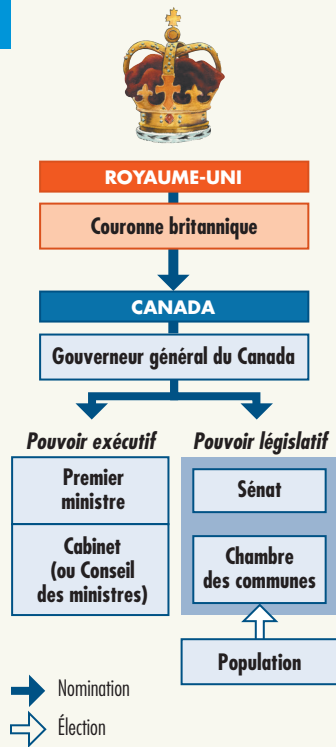 ROYAUME-UNI
Couronne britannique
CANADA
Gouverneur général du Canada
Pouvoir exécutif
Premier
ministre
Cabinet
(ou Conseil
des ministres)
Pouvoir législatif
Sénat
Chambre
des communes
Population
Nomination
Élection